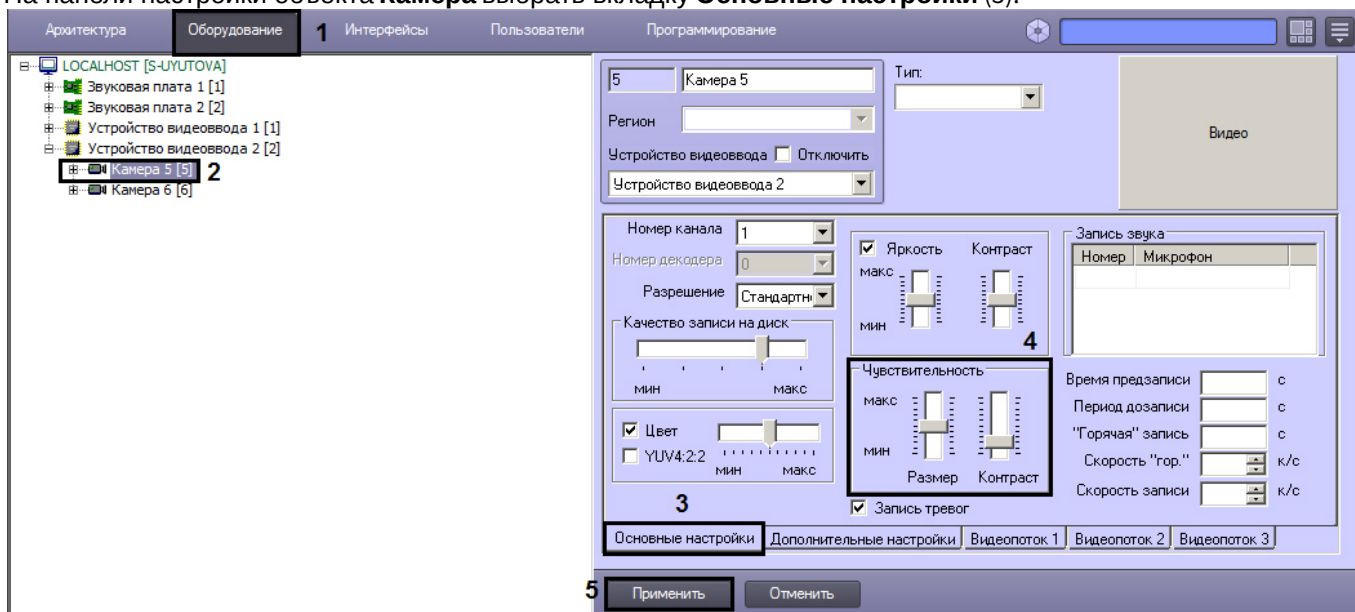 На панели настройки объекта Камера выбрать вкладку Основные настройки (3).
Архитектура Оборудование 1 Интерфейсы Пользователи Программирование
LOCALHOST [S-UYUTOVA]
Звуковая плата 1 [1]
Звуковая плата 2 [2]
Устройство видеоввода 1 [1]
Устройство видеоввода 2 [2]
Камера 5 [5] 2
Камера 6 [6]
5 Камера 5
Тип:
Регион
Устройство видеоввода Отключить
Устройство видеоввода 2
Видео
Номер канала 1
Номер декодера 0
Разрешение Стандартн
Качество записи на диск
мин макс
Цвет
YUV4:2:2
мин макс
3
Яркость Контраст
макс
мин
4
Чувствительность
макс
мин
Размер Контраст
Запись тревог
Запись звука
Номер Микрофон
Время предзаписи с
Период дозаписи с
"Горячая" запись с
Скорость "гор." к/с
Скорость записи к/с
Основные настройки Дополнительные настройки Видеопоток 1 Видеопоток 2 Видеопоток 3
5 Применить Отменить